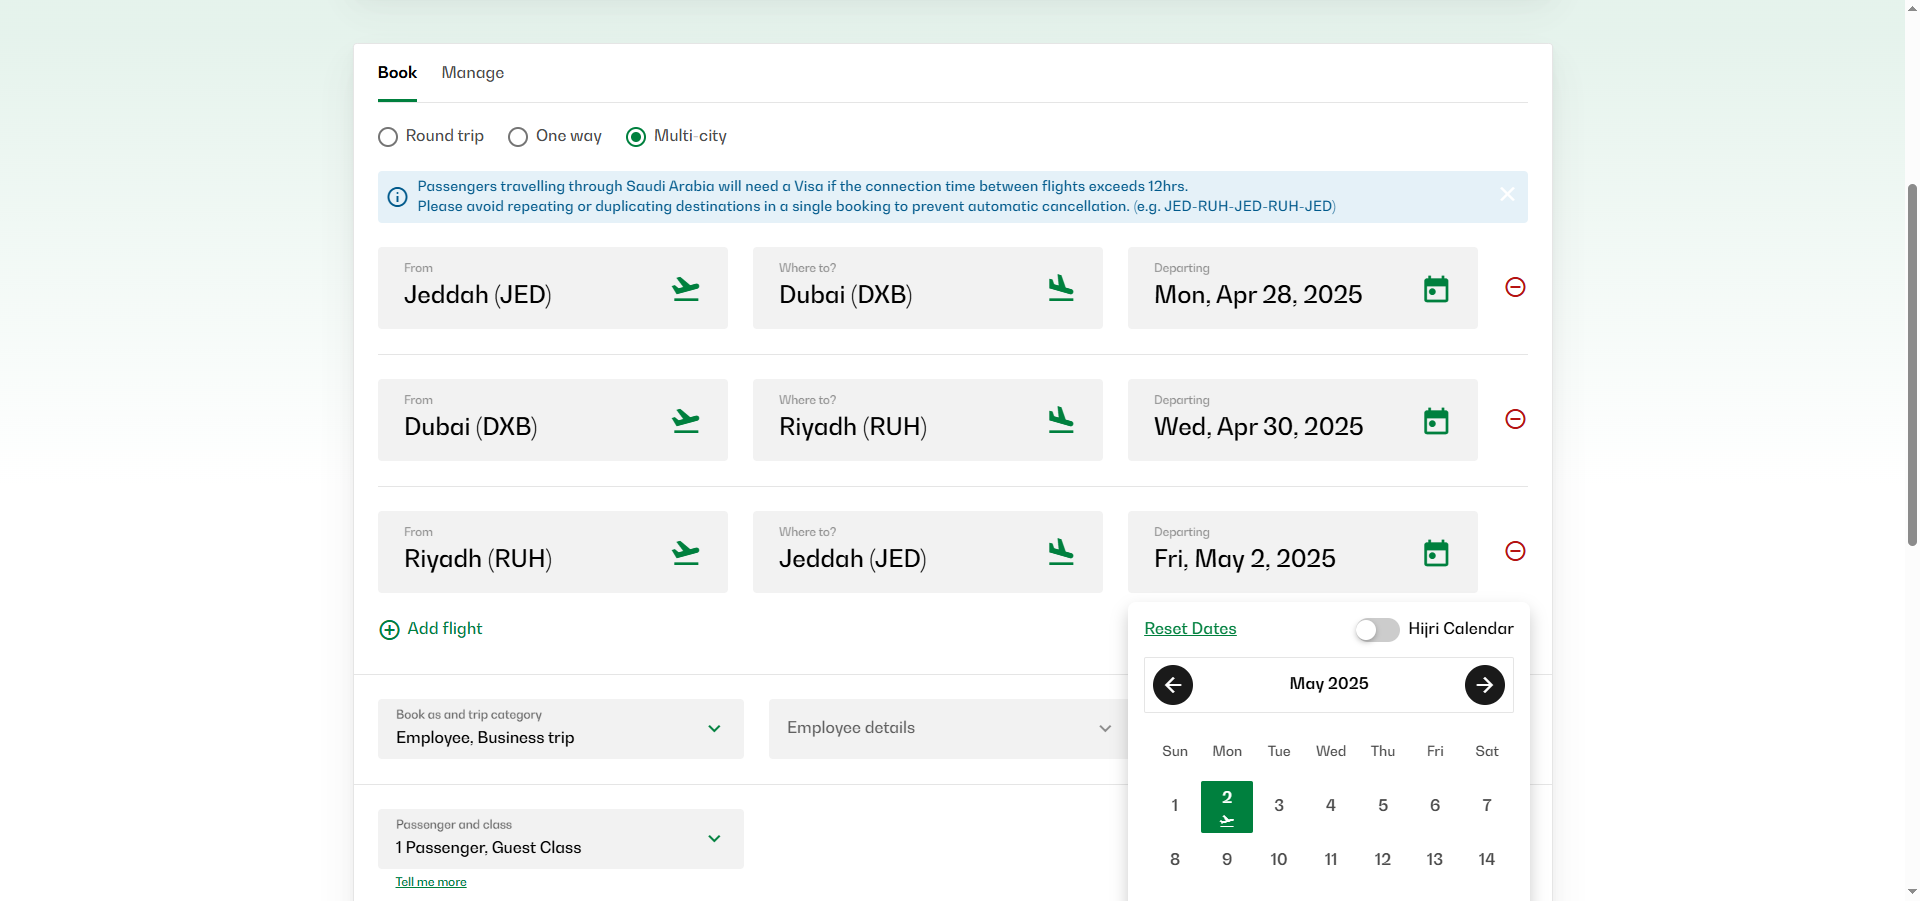 Book Manage
Round trip One way Multi-city
Passengers travelling through Saudi Arabia will need a Visa if the connection time between flights exceeds 12hrs.
Please avoid repeating or duplicating destinations in a single booking to prevent automatic cancellation. (e.g. JED-RUH-JED-RUH-JED)
From Where to? Departing
Jeddah (JED) Dubai (DXB) Mon, Apr 28, 2025
From Where to? Departing
Dubai (DXB) Riyadh (RUH) Wed, Apr 30, 2025
From Where to? Departing
Riyadh (RUH) Jeddah (JED) Fri, May 2, 2025
Add flight
Reset Dates Hijri Calendar
May 2025
Sun Mon Tue Wed Thu Fri Sat
1 2 3 4 5 6 7
8 9 10 11 12 13 14
Book as and trip category
Employee, Business trip
Employee details
Passenger and class
1 Passenger, Guest Class
Tell me more